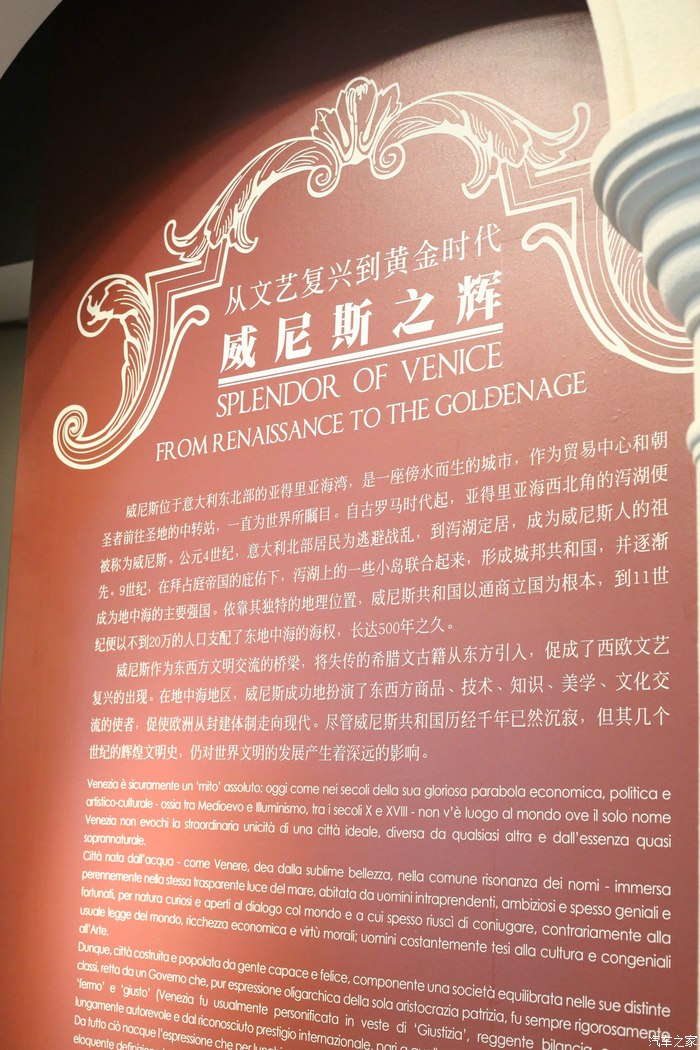 从文艺复兴到黄金时代
威尼斯之辉
SPLENDOR OF VENICE
FROM RENAISSANCE TO THE GOLDENAGE
威尼斯位于意大利东北部的亚得里亚海湾，是一座傍水而生的城市，作为贸易中心和朝
圣者前往圣地的中转站，一直为世界所瞩目。自古罗马时代起，亚得里亚海西北角的泻湖便
被称为威尼斯。公元4世纪，意大利北部居民为逃避战乱，到泻湖定居，成为威尼斯人的祖
先。9世纪，在拜占庭帝国的庇佑下，泻湖上的一些小岛联合起来，形成城邦共和国，并逐渐
成为地中海的主要强国。依靠其独特的地理位置，威尼斯共和国以通商立国为根本，到11世
纪便以不到20万的人口支配了东地中海的海权，长达500年之久。
威尼斯作为东西方文明交流的桥梁，将失传的希腊文古籍从东方引入，促成了西欧文艺
复兴的出现。在地中海地区，威尼斯成功地扮演了东西方商品、技术、知识、美学、文化交
流的使者，促使欧洲从封建体制走向现代。尽管威尼斯共和国历经千年已然沉寂，但其几个
世纪的辉煌文明史，仍对世界文明的发展产生着深远的影响。
Venezia è sicuramente un 'mito' assoluto: oggi come nei secoli della sua gloriosa parabola economica, politica e
artistico-culturale - ossia tra Medioevo e Illuminismo, tra i secoli X e XVIII - non v'è luogo al mondo ove il solo nome
Venezia non evochi la straordinaria unicità di una città ideale, diversa da qualsiasi altra e dall'essenza quasi
soprannaturale.
Città nata dall'acqua - come Venere, dea dalla sublime bellezza, nella comune risonanza dei nomi - immersa
perennemente nella stessa trasparente luce del mare, abitata da uomini intraprendenti, ambiziosi e spesso geniali e
fortunati, per natura curiosi e aperti al dialogo col mondo e a cui spesso riuscì di coniugare, contrariamente alla
usuale legge del mondo, ricchezza economica e virtù morali; uomini costantemente tesi alla cultura e congeniali
all'Arte.
Dunque, città costruita e popolata da gente capace e felice, componente una società equilibrata nelle sue distinte
classi, retta da un Governo che, pur espressione oligarchica della sola aristocrazia patrizia, fu sempre rigorosamente
'fermo' e 'giusto' (Venezia fu usualmente personificata in veste di 'Giustizia', reggente bilancia
lungamente autorevole e dal riconosciuto prestigio internazionale, pari a
Da tutto ciò nacque l'espressione che per
eloquente
汽车之家